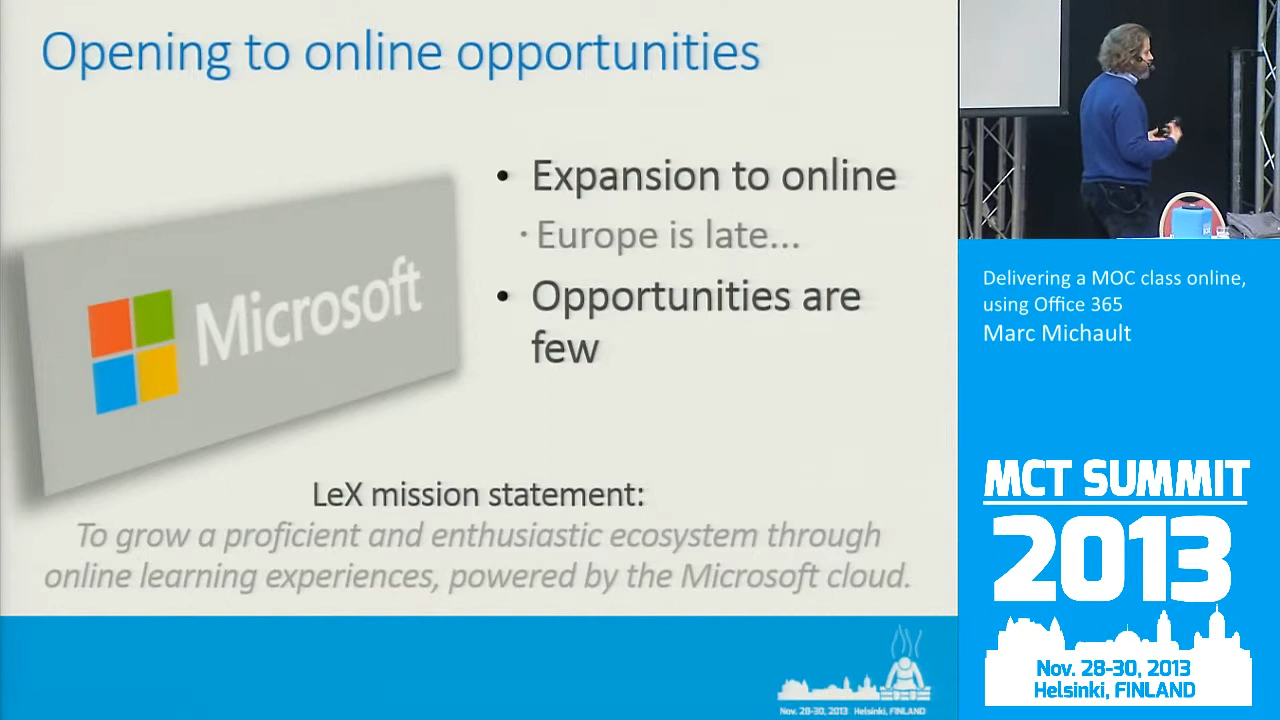 Opening to online opportunities
• Expansion to online
· Europe is late...
• Opportunities are
few
Microsoft
LeX mission statement:
To grow a proficient and enthusiastic ecosystem through
online learning experiences, powered by the Microsoft cloud.
Nov. 28-30, 2013 Helsinki, FINLAND
Delivering a MOC class online,
using Office 365
Marc Michault
MCT SUMMIT
2013
Nov. 28-30, 2013
Helsinki, FINLAND